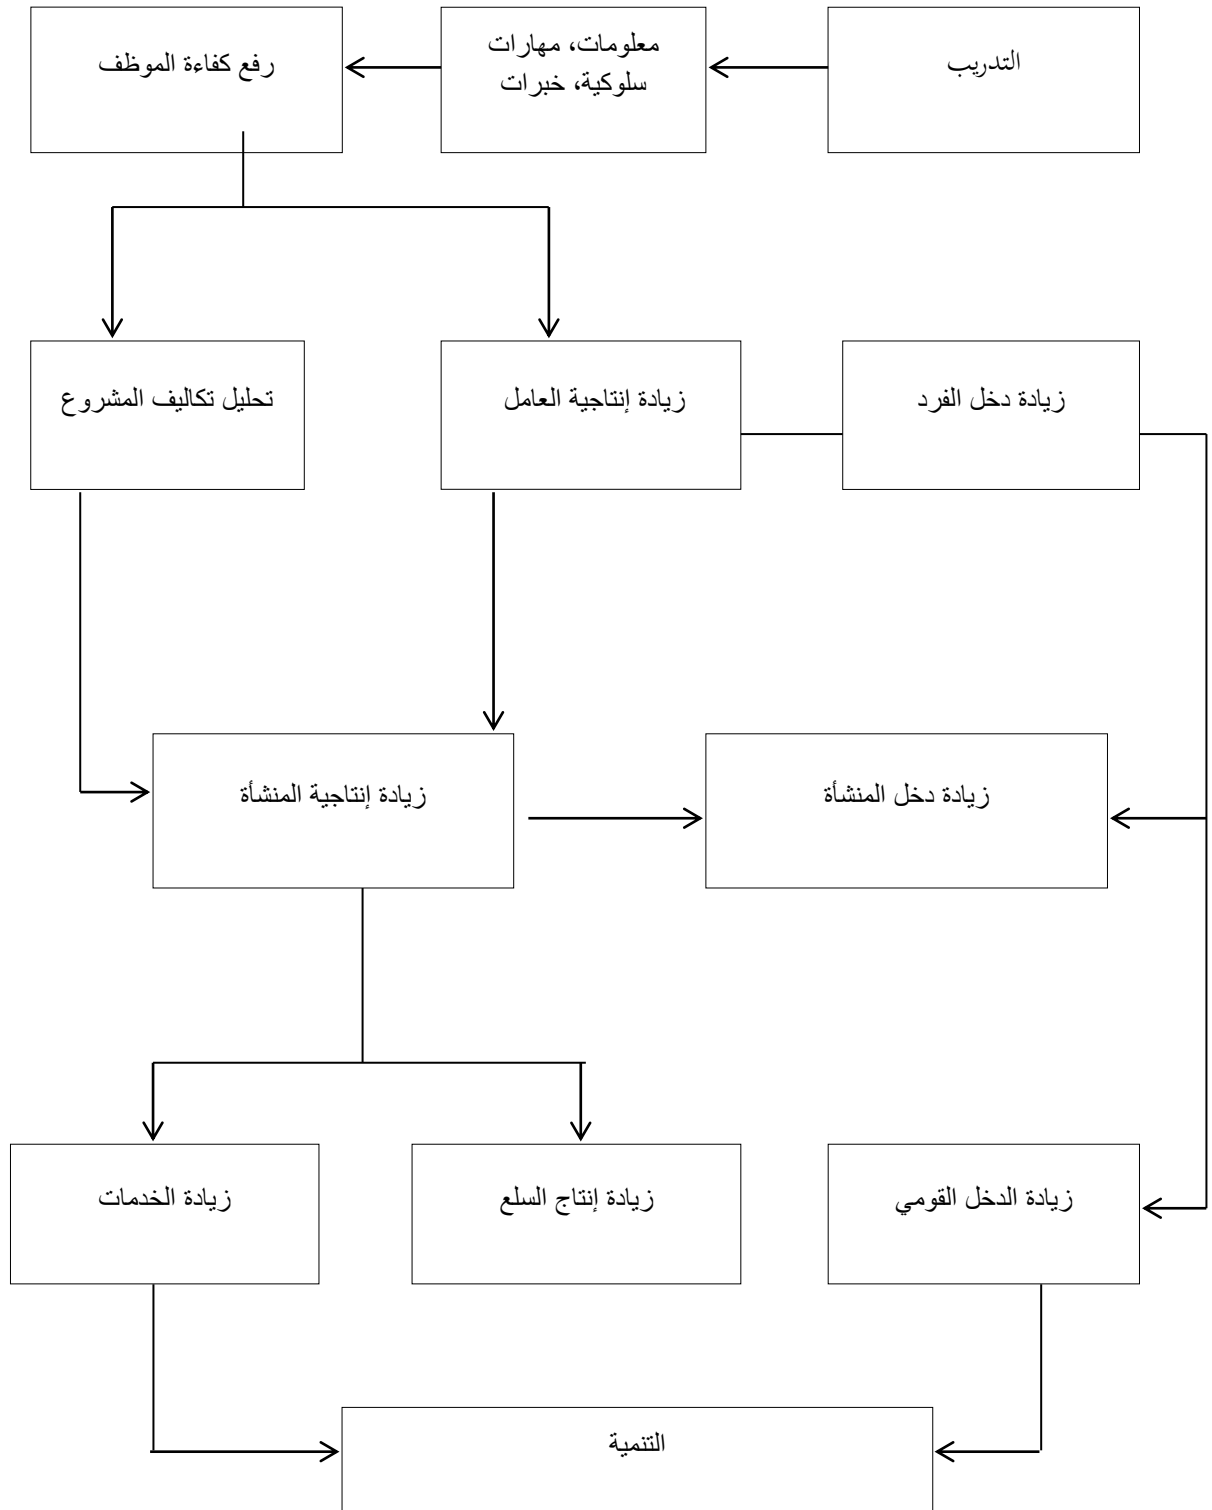 التدريب
معلومات، مهارات
سلوكية، خبرات
رفع كفاءة الموظف
زيادة دخل الفرد
زيادة إنتاجية العامل
تحليل تكاليف المشروع
زيادة دخل المنشأة
زيادة إنتاجية المنشأة
زيادة الدخل القومي
زيادة إنتاج السلع
زيادة الخدمات
التنمية